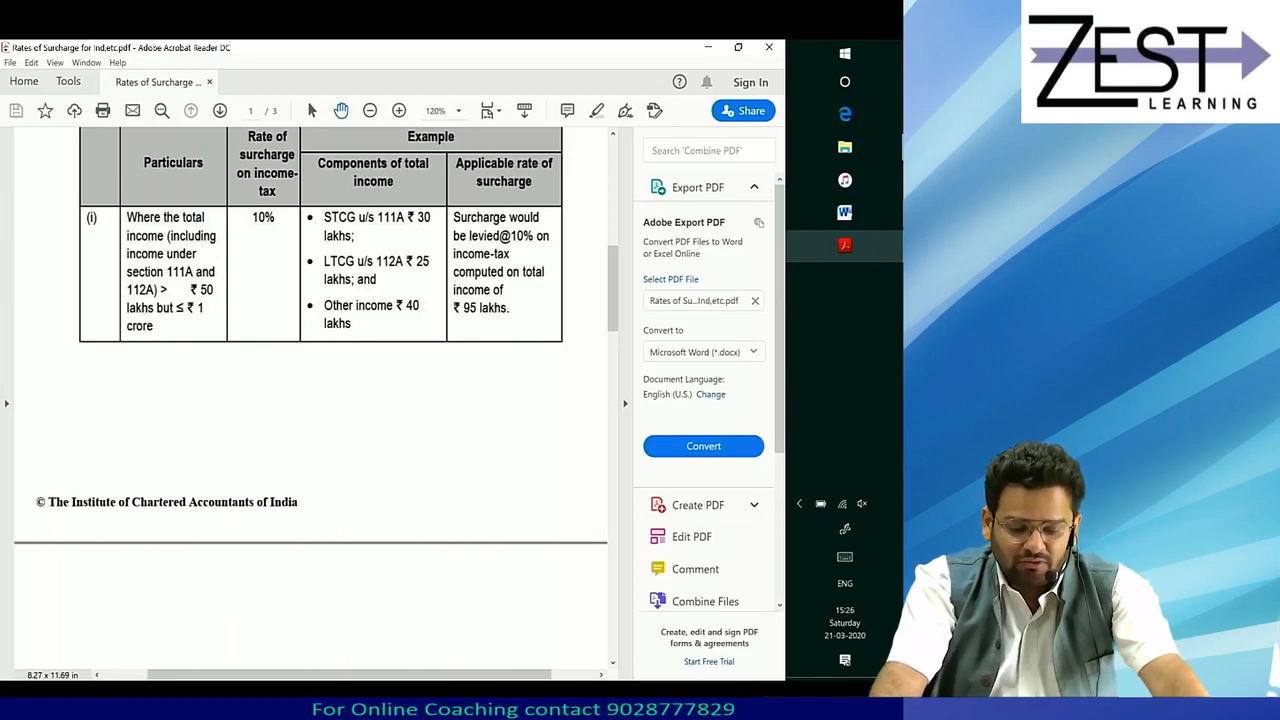 Rates of Surcharge for Ind,etc.pdf - Adobe Acrobat Reader DC
File Edit View Window Help
Home Tools Rates of Surcharge ... × Sign In
1 / 3 120% Share
Particulars
Rate of surcharge on income-tax
Example
Components of total income
Applicable rate of surcharge
(i)
Where the total
income (including
income under
section 111A and
112A) > ₹ 50
lakhs but ≤ ₹ 1
crore
10%
• STCG u/s 111A ₹ 30
lakhs;
• LTCG u/s 112A ₹ 25
lakhs; and
• Other income ₹ 40
lakhs
Surcharge would
be levied@10% on
income-tax
computed on total
income of
₹ 95 lakhs.
© The Institute of Chartered Accountants of India
8.27 x 11.69 in
Search 'Combine PDF'
Export PDF
Adobe Export PDF
Convert PDF Files to Word
or Excel Online
Select PDF File
Rates of Su...Ind,etc.pdf
Convert to
Microsoft Word (*.docx)
Document Language:
English (U.S.) Change
Convert
Create PDF
Edit PDF
Comment
Combine Files
Create, edit and sign PDF
forms & agreements
Start Free Trial
ENG
15:26
Saturday
21-03-2020
ZEST
LEARNING
For Online Coaching contact 9028777829